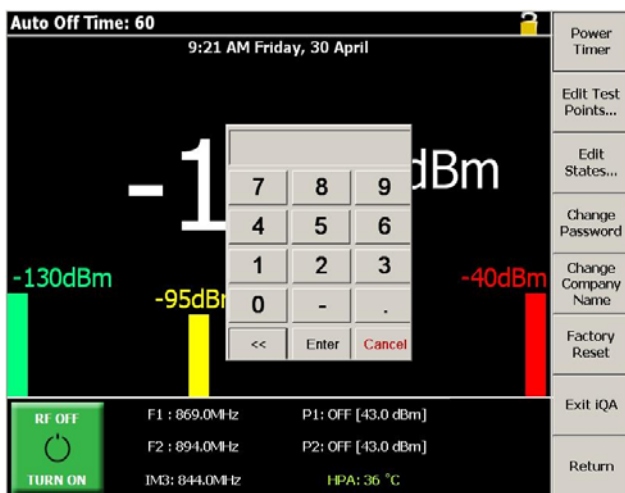 Auto Off Time: 60
9:21 AM Friday, 30 April
-1 dBm
-130dBm
-95dB
-40dBm
7 8 9
4 5 6
1 2 3
0 - .
<< Enter Cancel
Power Timer
Edit Test Points...
Edit States...
Change Password
Change Company Name
Factory Reset
Exit iQA
Return
RF OFF
TURN ON
F1 : 869.0MHz P1: OFF [43.0 dBm]
F2 : 894.0MHz P2: OFF [43.0 dBm]
IM3: 844.0MHz HPA: 36 °C